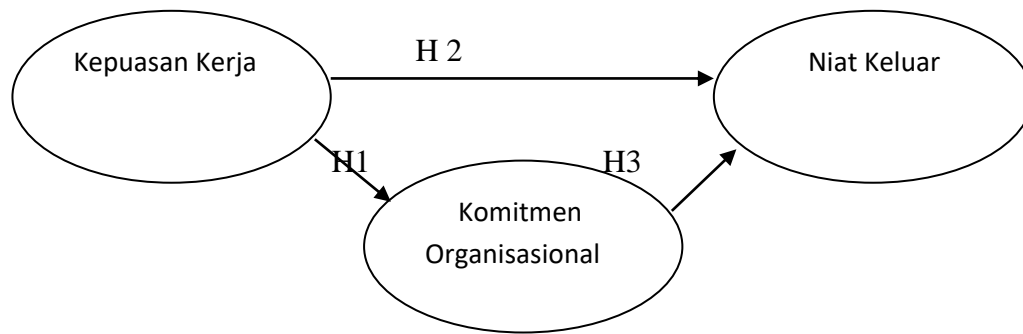 Kepuasan Kerja
H 2
Niat Keluar
H1
H3
Komitmen
Organisasional